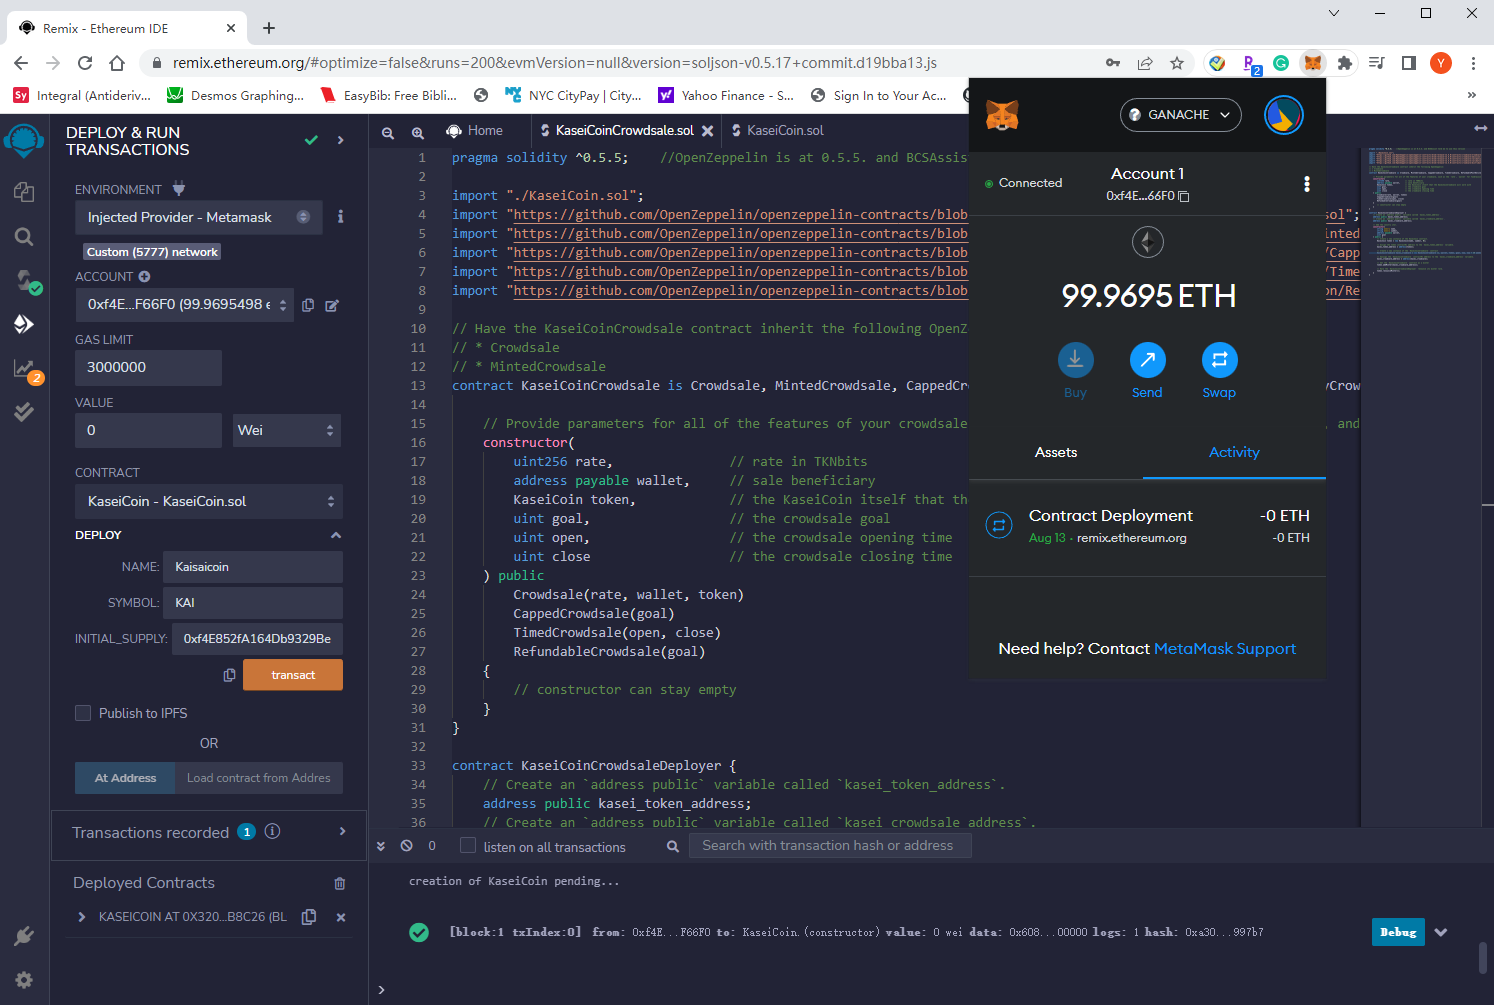 Remix - Ethereum IDE
remix.ethereum.org/#optimize=false&runs=200&evmVersion=null&version=soljson-v0.5.17+commit.d19bba13.js
2
Y
Sy Integral (Antideriv...
Desmos Graphing...
EasyBib: Free Bibli...
NYC CityPay | City...
Yahoo Finance - S...
Sign In to Your Ac...
»
DEPLOY & RUN
TRANSACTIONS
ENVIRONMENT
Injected Provider - Metamask
Custom (5777) network
ACCOUNT
0xf4E...F66F0 (99.9695498 e
GAS LIMIT
3000000
VALUE
0
Wei
CONTRACT
KaseiCoin - KaseiCoin.sol
DEPLOY
NAME: Kaisaicoin
SYMBOL: KAI
INITIAL_SUPPLY: 0xf4E852fA164Db9329Be
transact
Publish to IPFS
OR
At Address
Load contract from Addres
Transactions recorded 1
Deployed Contracts
KASEICOIN AT 0X320...B8C26 (BL
2
Home
KaseiCoinCrowdsale.sol
KaseiCoin.sol
1 pragma solidity ^0.5.5; //OpenZeppelin is at 0.5.5. and BCSAssis
2
3 import "./KaseiCoin.sol";
4 import "https://github.com/OpenZeppelin/openzeppelin-contracts/blob sol";
5 import "https://github.com/OpenZeppelin/openzeppelin-contracts/blob inted
6 import "https://github.com/OpenZeppelin/openzeppelin-contracts/blob /Capp
7 import "https://github.com/OpenZeppelin/openzeppelin-contracts/blob /Time
8 import "https://github.com/OpenZeppelin/openzeppelin-contracts/blob on/Re
9
10 // Have the KaseiCoinCrowdsale contract inherit the following OpenZ
11 // * Crowdsale
12 // * MintedCrowdsale
13 contract KaseiCoinCrowdsale is Crowdsale, MintedCrowdsale, CappedCr yCrow
14
15 // Provide parameters for all of the features of your crowdsale , and
16 constructor(
17 uint256 rate, // rate in TKNbits
18 address payable wallet, // sale beneficiary
19 KaseiCoin token, // the KaseiCoin itself that th
20 uint goal, // the crowdsale goal
21 uint open, // the crowdsale opening time
22 uint close // the crowdsale closing time
23 ) public
24 Crowdsale(rate, wallet, token)
25 CappedCrowdsale(goal)
26 TimedCrowdsale(open, close)
27 RefundableCrowdsale(goal)
28 {
29 // constructor can stay empty
30 }
31 }
32
33 contract KaseiCoinCrowdsaleDeployer {
34 // Create an `address public` variable called `kasei_token_address`.
35 address public kasei_token_address;
36 // Create an `address public` variable called `kasei_crowdsale_address`.
GANACHE
Connected
Account 1
0xf4E...66F0
99.9695 ETH
Buy
Send
Swap
Assets
Activity
Contract Deployment -0 ETH
Aug 13 · remix.ethereum.org -0 ETH
Need help? Contact MetaMask Support
0
listen on all transactions
Search with transaction hash or address
creation of KaseiCoin pending...
[block:1 txIndex:0] from: 0xf4E...F66F0 to: KaseiCoin.(constructor) value: 0 wei data: 0x608...00000 logs: 1 hash: 0xa30...997b7
Debug
>